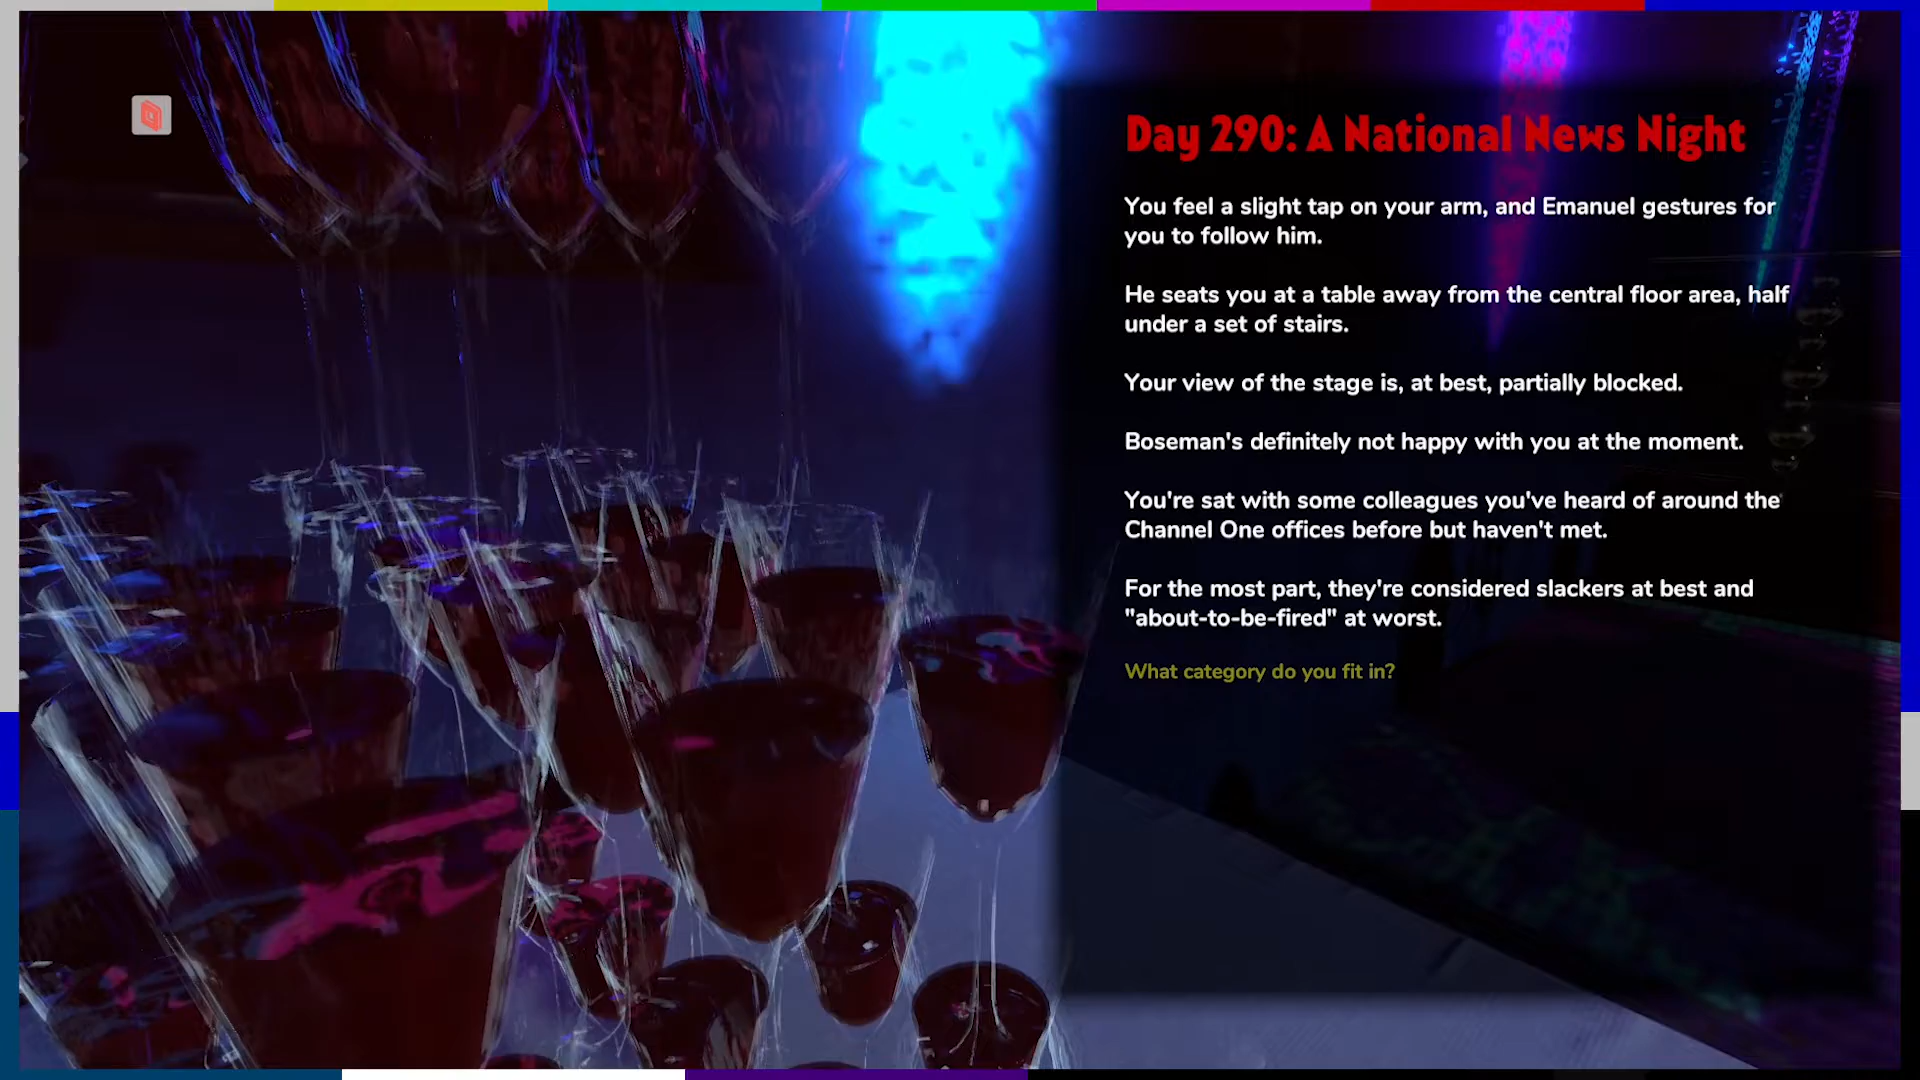 Day 290: A National News Night
You feel a slight tap on your arm, and Emanuel gestures for
you to follow him.
He seats you at a table away from the central floor area, half
under a set of stairs.
Your view of the stage is, at best, partially blocked.
Boseman's definitely not happy with you at the moment.
You're sat with some colleagues you've heard of around the
Channel One offices before but haven't met.
For the most part, they're considered slackers at best and
"about-to-be-fired" at worst.
What category do you fit in?